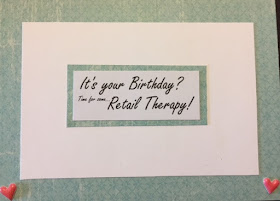 It's your Birthday?
Time for some... Retail Therapy!